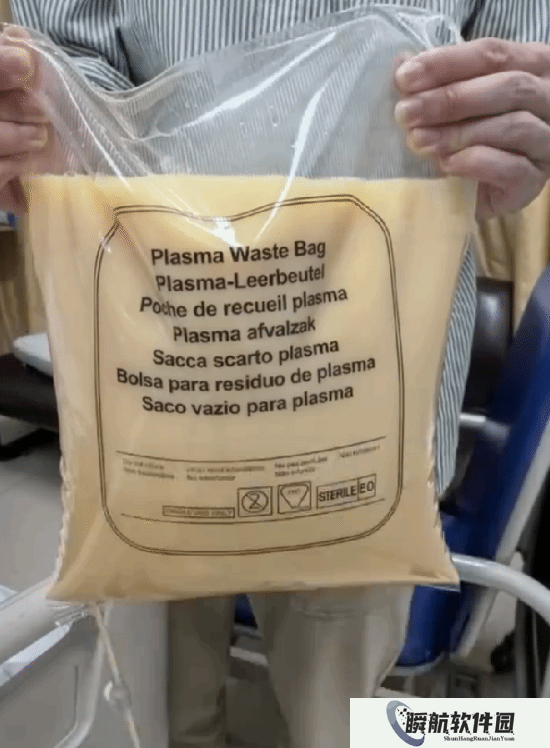 Plasma Waste Bag
Plasma-Leerbeutel
Poche de recueil plasma
Plasma afvalzak
Sacca scarto plasma
Bolsa para residuo de plasma
Saco vazio para plasma
STERILE EO
瞬航软件园
ShunHangRuanJianYuan